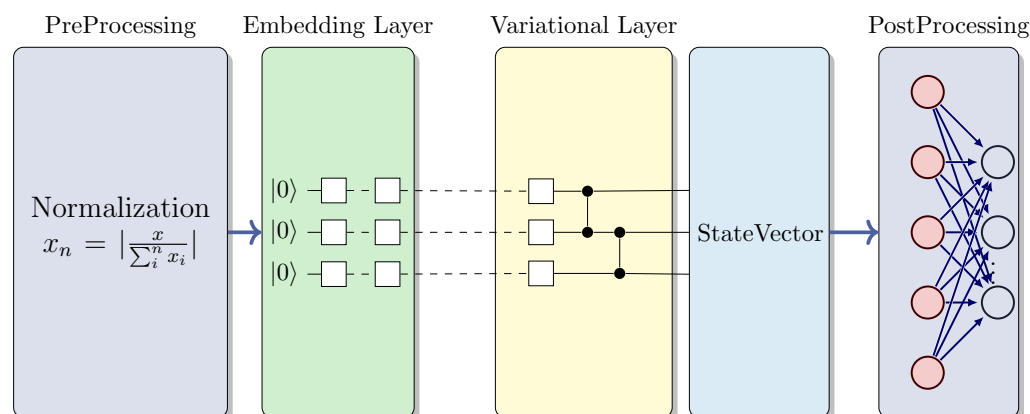 PreProcessing
Embedding Layer
Variational Layer
PostProcessing
Normalization
x_n = |\frac{x}{\sum_i^n x_i}|
|0⟩
|0⟩
|0⟩
StateVector
⋮